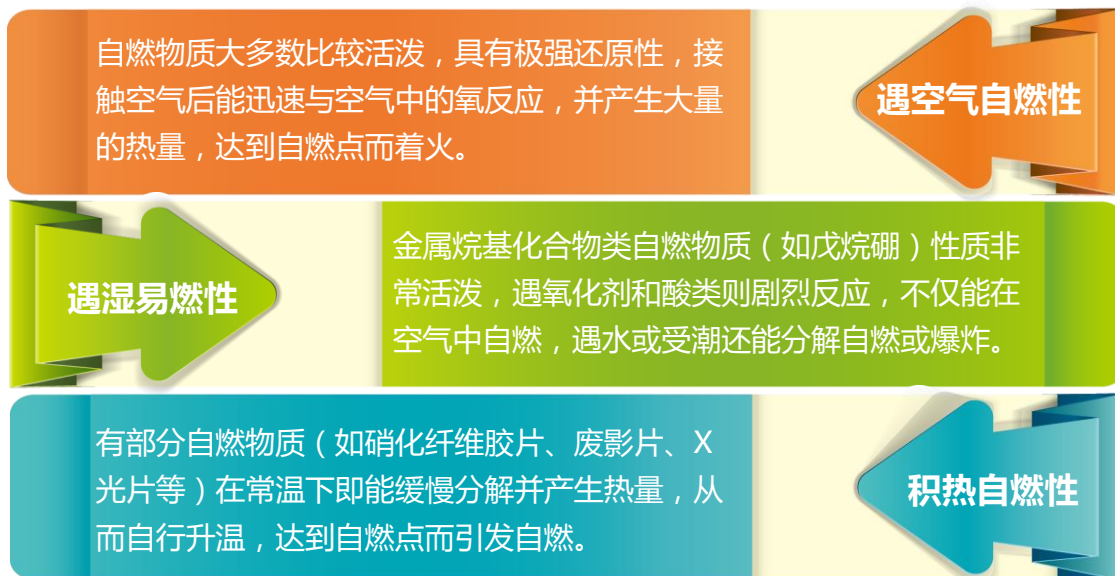 自燃物质大多数比较活泼，具有极强还原性，接
触空气后能迅速与空气中的氧反应，并产生大量
的热量，达到自燃点而着火。
遇空气自燃性
遇湿易燃性
金属烷基化合物类自燃物质（如戊烷硼）性质非
常活泼，遇氧化剂和酸类则剧烈反应，不仅能在
空气中自燃，遇水或受潮还能分解自燃或爆炸。
有部分自燃物质（如硝化纤维胶片、废影片、X
光片等）在常温下即能缓慢分解并产生热量，从
而自行升温，达到自燃点而引发自燃。
积热自燃性